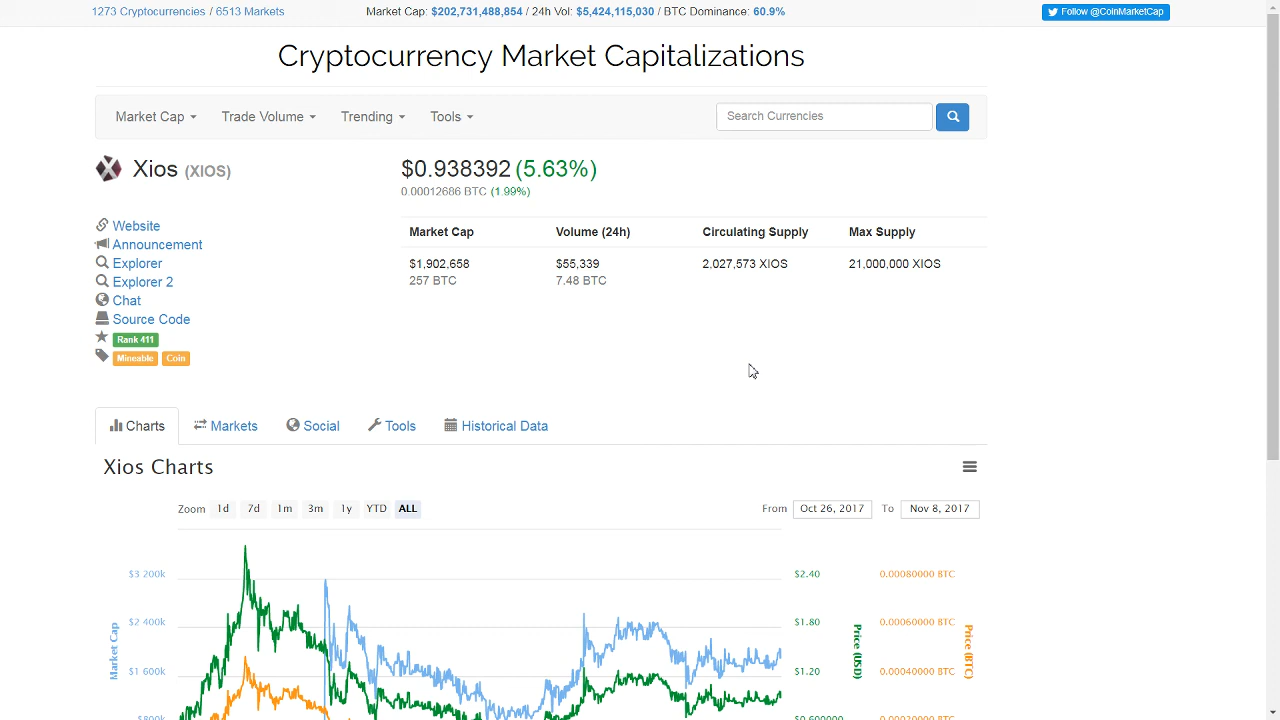 1273 Cryptocurrencies / 6513 Markets Market Cap: $202,731,488,854 / 24h Vol: $5,424,115,030 / BTC Dominance: 60.9% Follow @CoinMarketCap
Cryptocurrency Market Capitalizations
Market Cap Trade Volume Trending Tools Search Currencies
Xios (XIOS) $0.938392 (5.63%)
0.00012686 BTC (1.99%)
Website
Announcement
Explorer
Explorer 2
Chat
Source Code
Rank 411
Mineable Coin
Market Cap Volume (24h) Circulating Supply Max Supply
$1,902,658 $55,339 2,027,573 XIOS 21,000,000 XIOS
257 BTC 7.48 BTC
Charts Markets Social Tools Historical Data
Xios Charts
Zoom 1d 7d 1m 3m 1y YTD ALL From Oct 26, 2017 To Nov 8, 2017
$3 200k $2.40 0.00080000 BTC
$2 400k $1.80 0.00060000 BTC
Market Cap Price (USD) Price (BTC)
$1 600k $1.20 0.00040000 BTC
$800k $0.600000 0.00020000 BTC